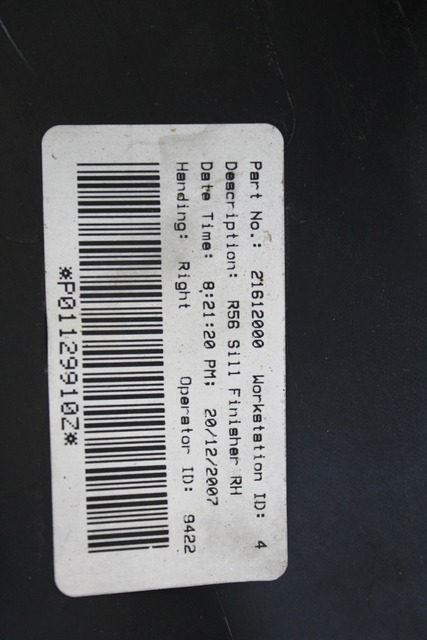 Part No.: 21612000 Workstation ID: 4
Description: R56 Sill Finisher RH
Date Time: 8:21:20 PM; 20/12/2007
Handing: Right Operator ID: 9422
*P01129910Z*